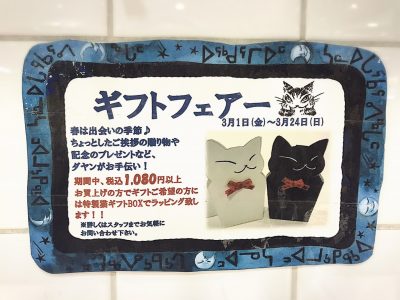 ギフトフェアー
3月1日(金)～3月24日(日)
春は出会いの季節♪
ちょっとしたご挨拶の贈り物や
記念のプレゼントなど、
ダヤンがお手伝い！
期間中、税込1,080円以上
お買上げの方でギフトご希望の方に
は特製猫ギフトBOXでラッピング致し
ます！！
※詳しくはスタッフまでお気軽に
お問い合わせ下さい。